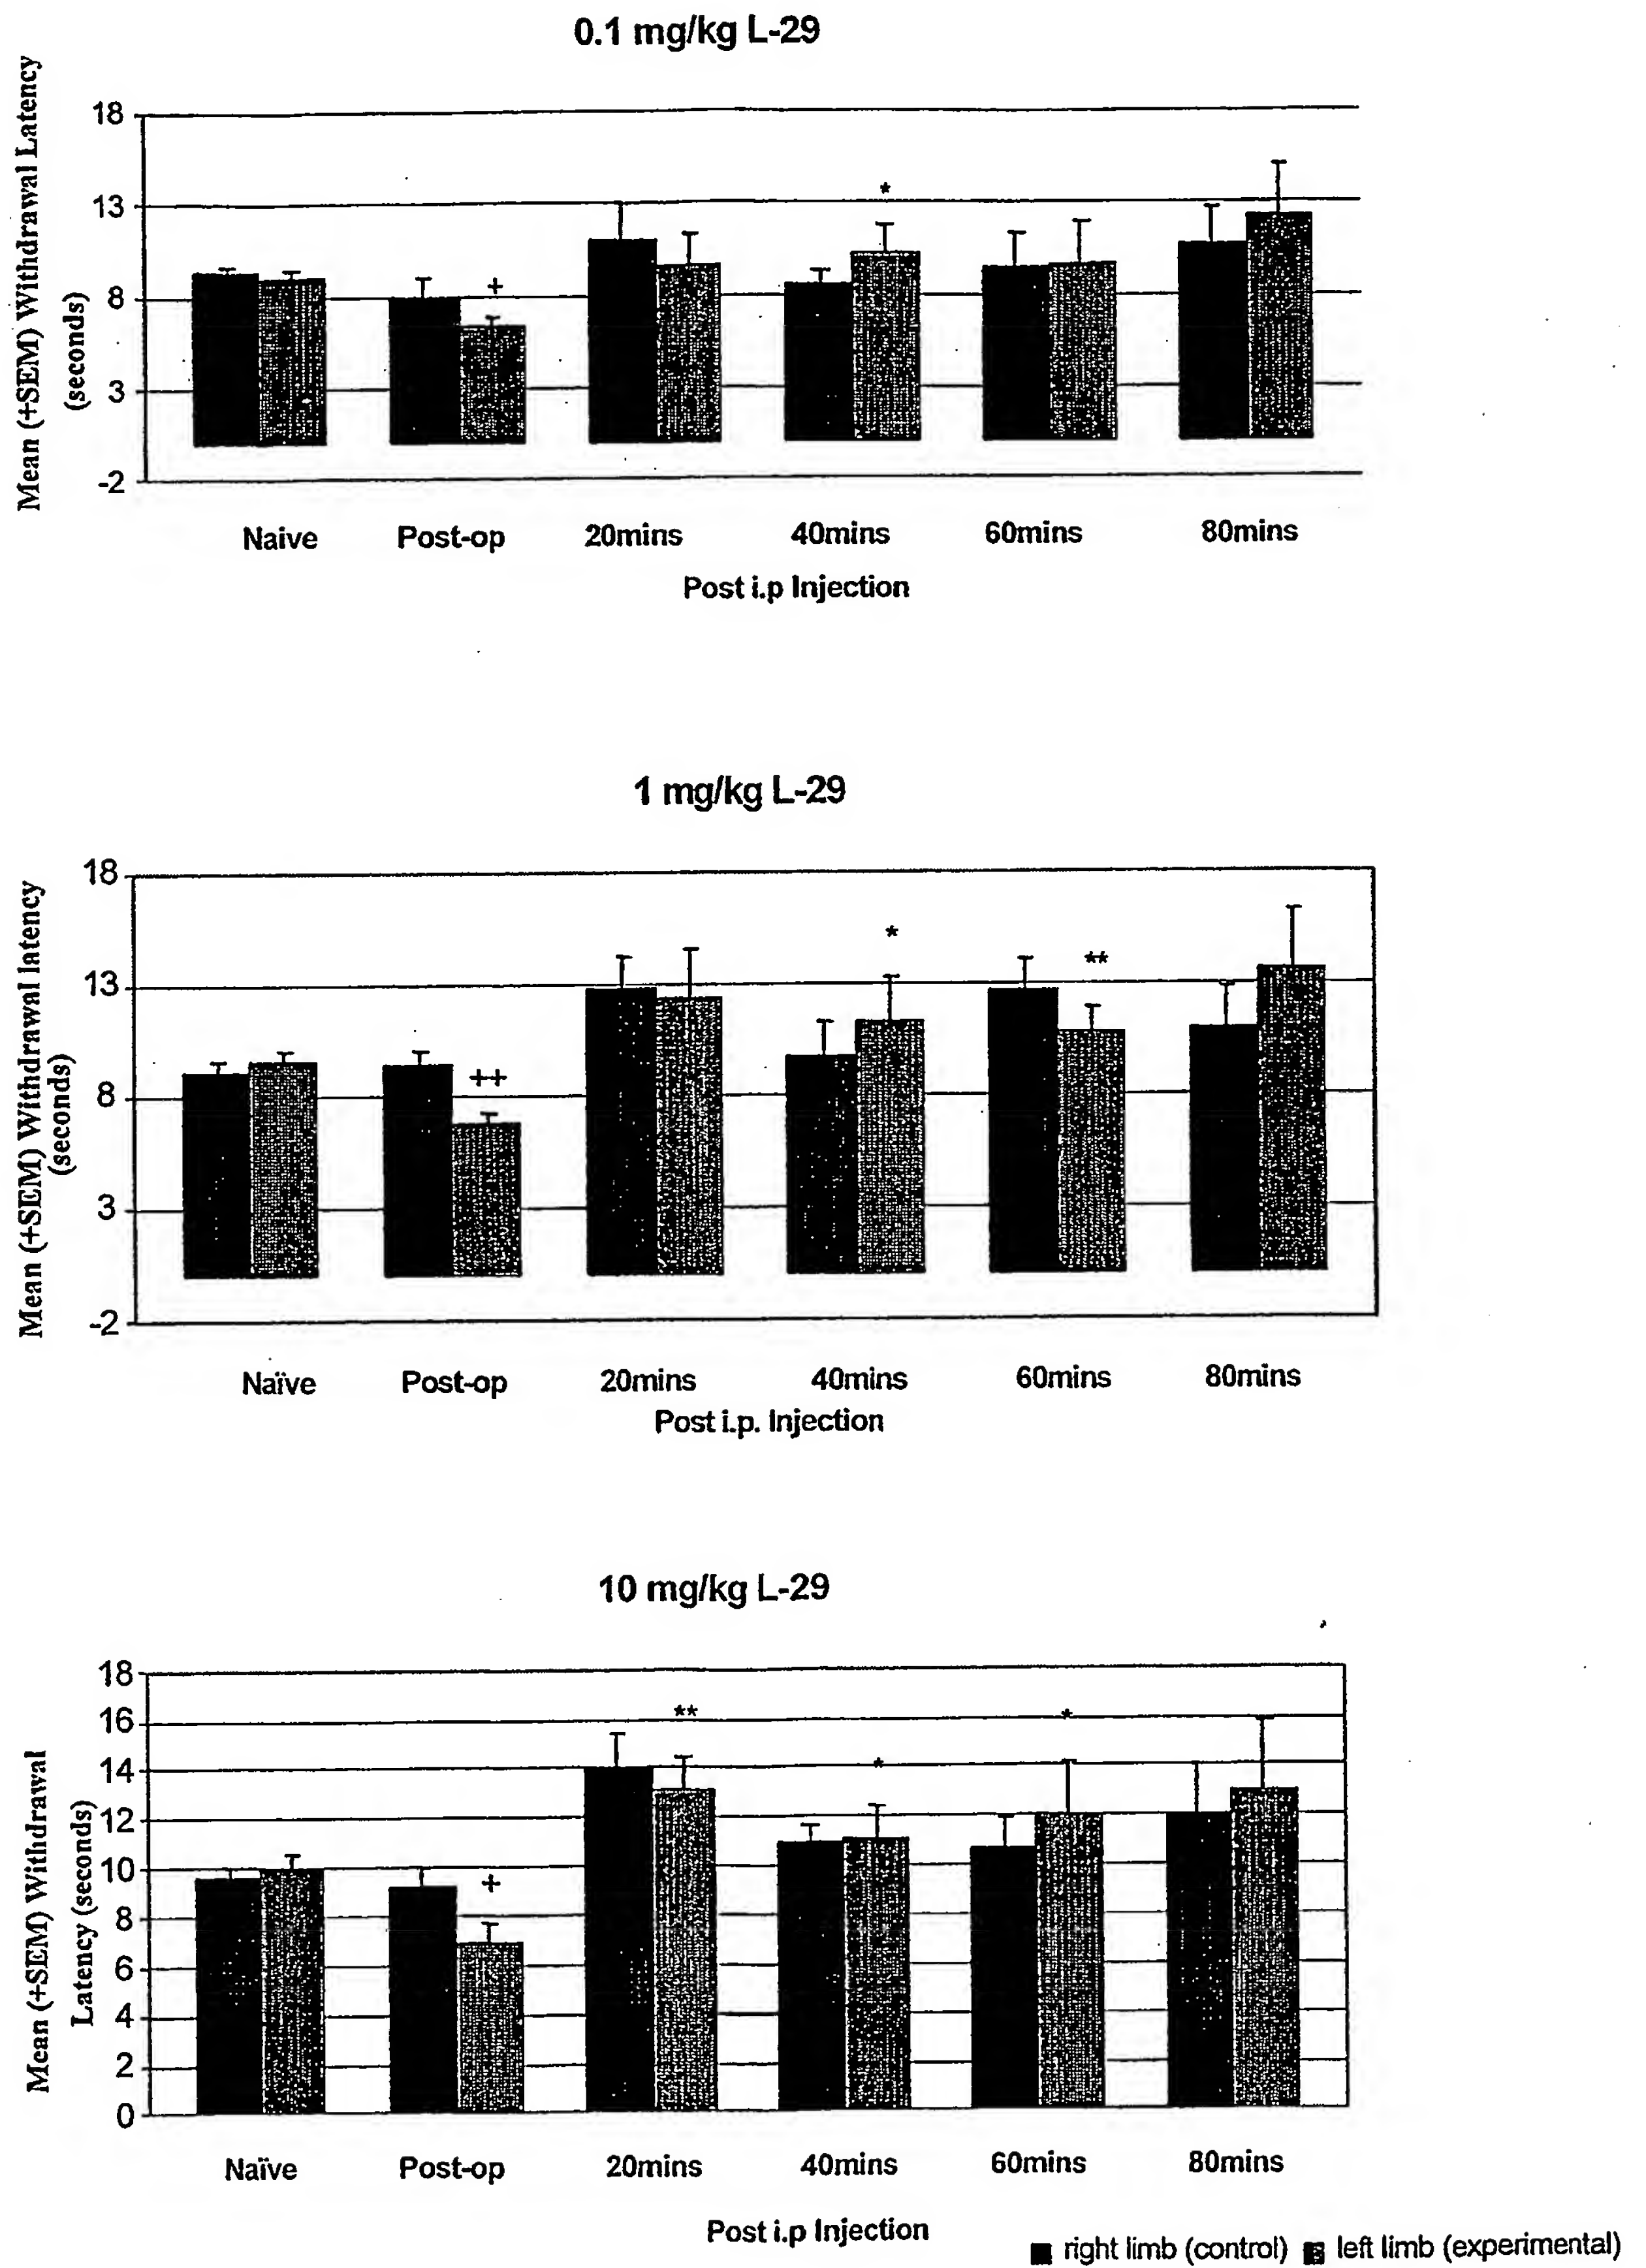 0.1 mg/kg L-29
Mean (+SEM) Withdrawal Latency
(seconds)
18
13
8
3
-2
*
+
Naive Post-op 20mins 40mins 60mins 80mins
Post i.p Injection
1 mg/kg L-29
Mean (+SEM) Withdrawal latency
(seconds)
18
13
8
3
-2
*
**
++
Naïve Post-op 20mins 40mins 60mins 80mins
Post i.p. Injection
10 mg/kg L-29
Mean (+SEM) Withdrawal
Latency (seconds)
18
16
14
12
10
8
6
4
2
0
**
*
*
+
Naïve Post-op 20mins 40mins 60mins 80mins
Post i.p Injection
right limb (control) left limb (experimental)